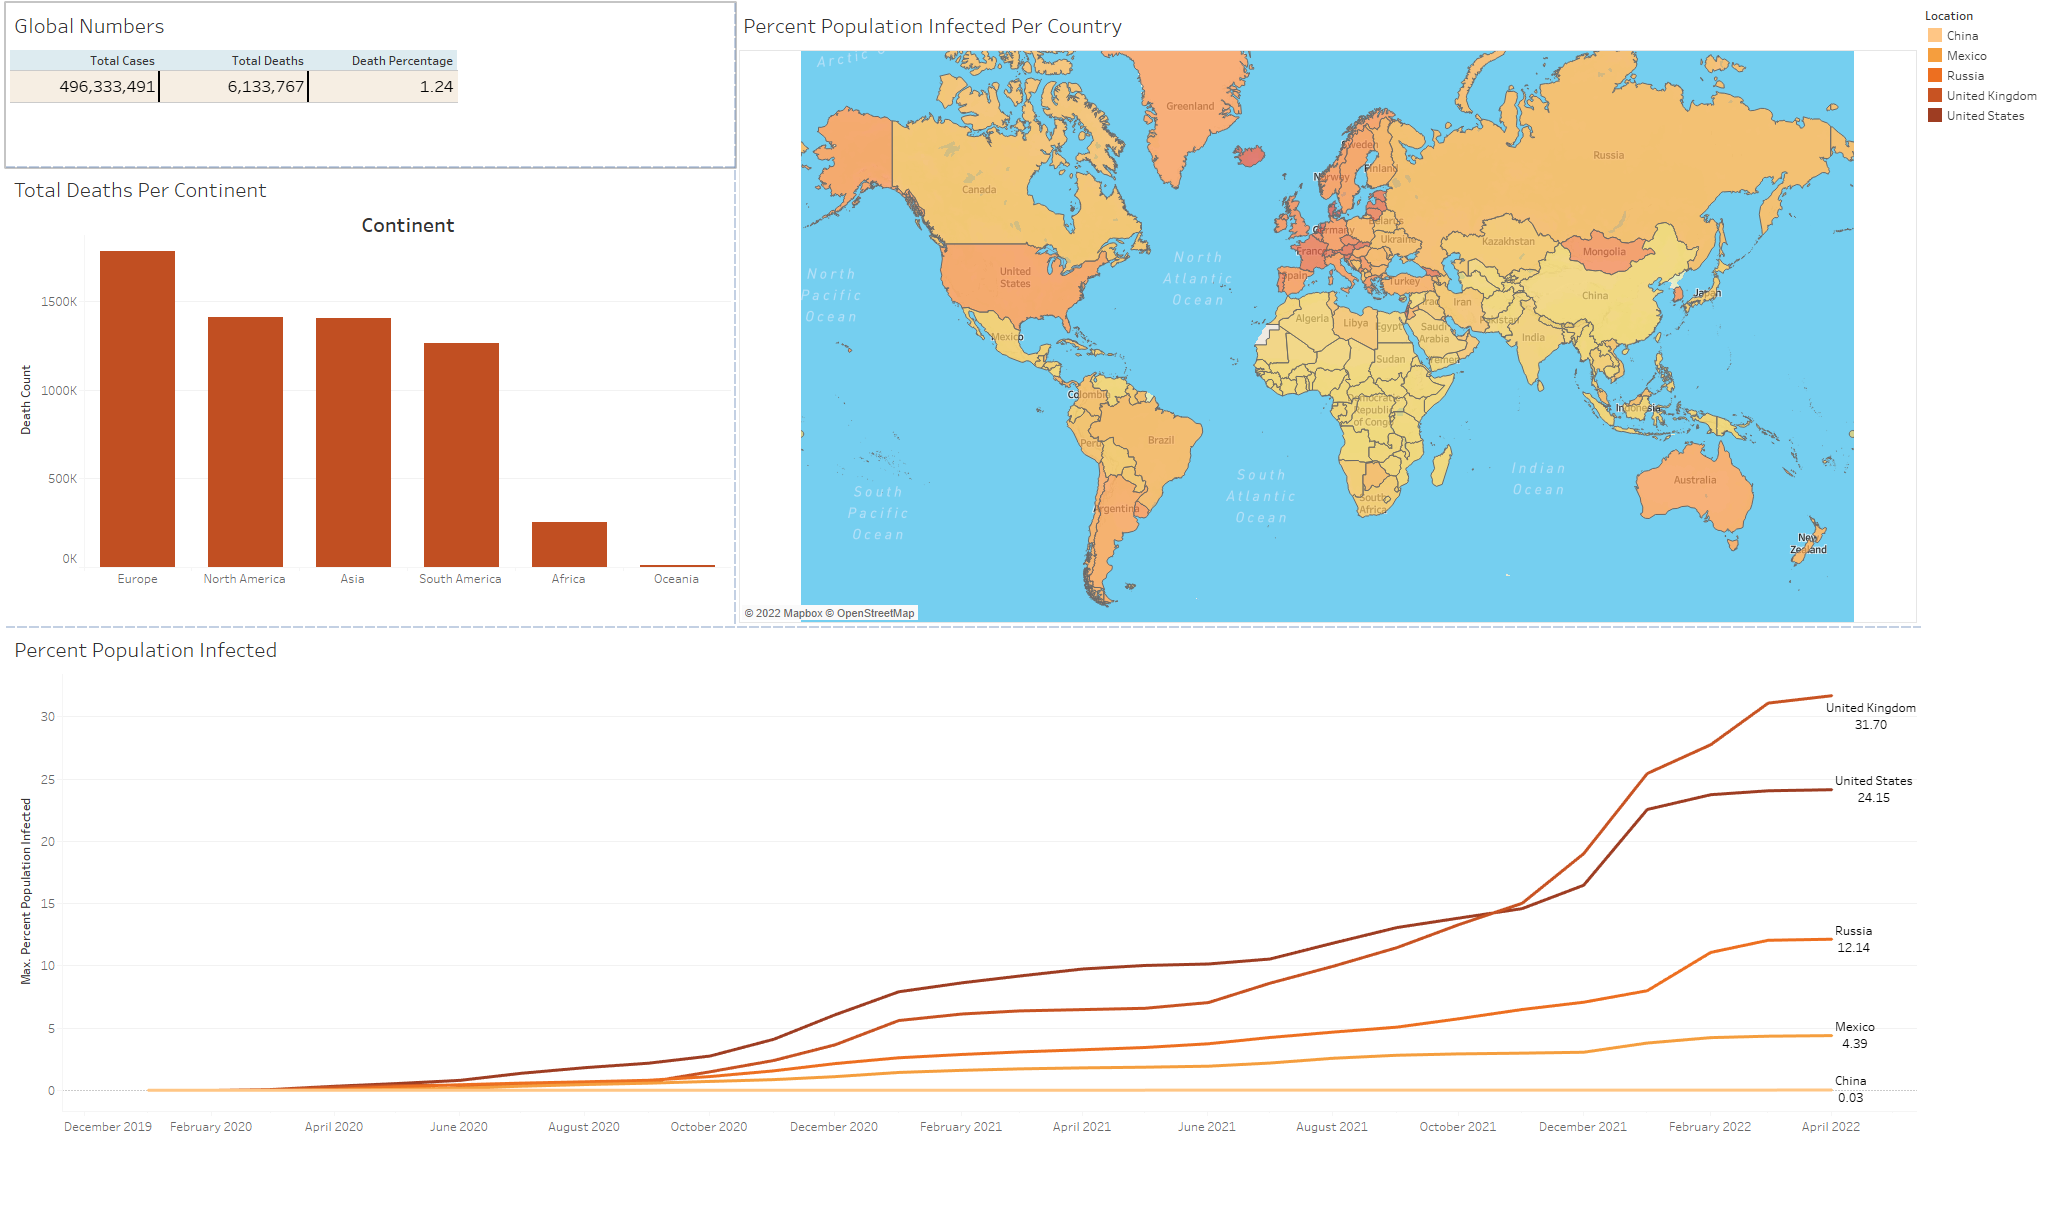 Global Numbers
Total Cases Total Deaths Death Percentage
496,333,491 6,133,767 1.24
Total Deaths Per Continent
Continent
Death Count
1500K
1000K
500K
0K
Europe North America Asia South America Africa Oceania
Percent Population Infected Per Country
Arctic
Greenland
Sweden
Finland
Norway
Russia
Canada
Belarus
Germany
Ukraine
Kazakhstan
France
Mongolia
North
Atlantic
Ocean
North
Pacific
Ocean
United
States
Spain
Turkey
China
Japan
Iraq
Iran
Algeria
Libya
Egypt
Pakistan
Saudi
Arabia
India
Mexico
Sudan
Yemen
Colombia
Democratic
Republic
of Congo
Indonesia
Peru
Brazil
South
Atlantic
Ocean
Indian
Ocean
Australia
South
Pacific
Ocean
South
Africa
Argentina
New
Zealand
© 2022 Mapbox © OpenStreetMap
Location
China
Mexico
Russia
United Kingdom
United States
Percent Population Infected
Max. Percent Population Infected
30
25
20
15
10
5
0
United Kingdom
31.70
United States
24.15
Russia
12.14
Mexico
4.39
China
0.03
December 2019 February 2020 April 2020 June 2020 August 2020 October 2020 December 2020 February 2021 April 2021 June 2021 August 2021 October 2021 December 2021 February 2022 April 2022